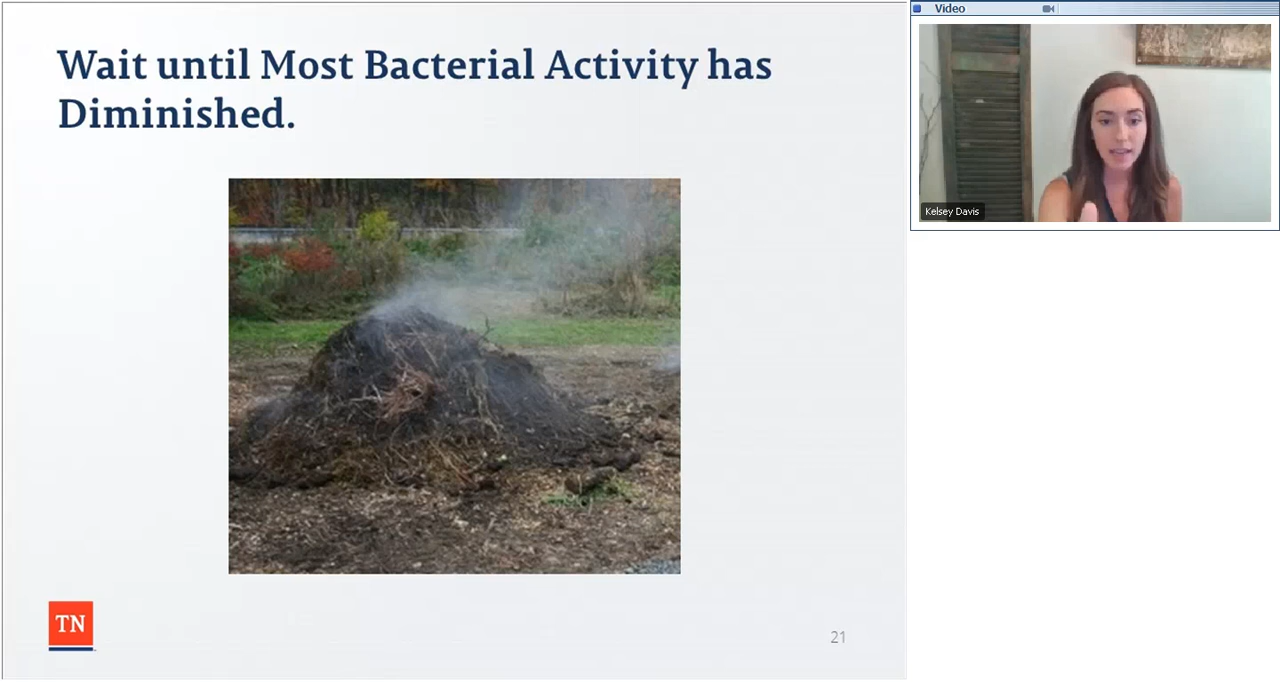 Wait until Most Bacterial Activity has
Diminished.
TN
21
Video
Kelsey Davis